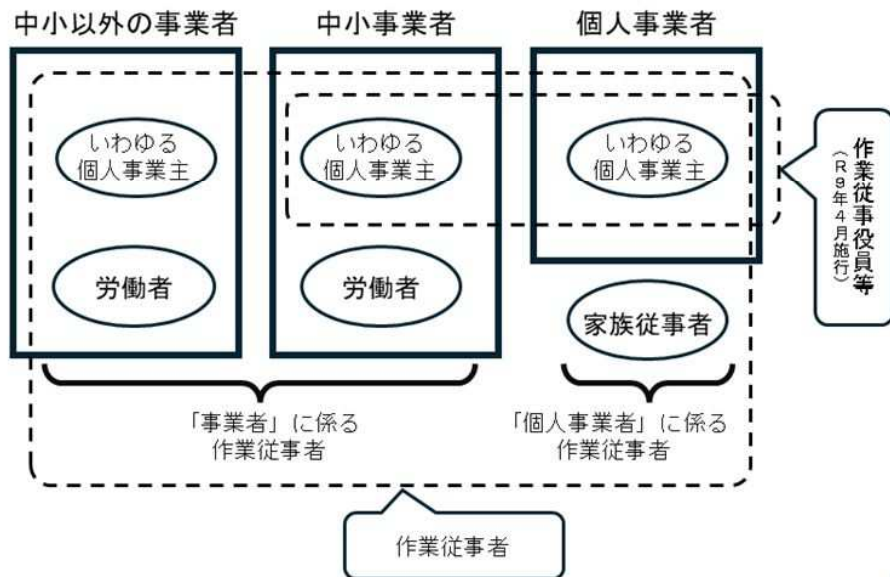 中小以外の事業者
中小事業者
個人事業者
いわゆる
個人事業主
いわゆる
個人事業主
いわゆる
個人事業主
労働者
労働者
家族従事者
作業従事役員等
（R9年4月施行）
「事業者」に係る
作業従事者
「個人事業者」に係る
作業従事者
作業従事者